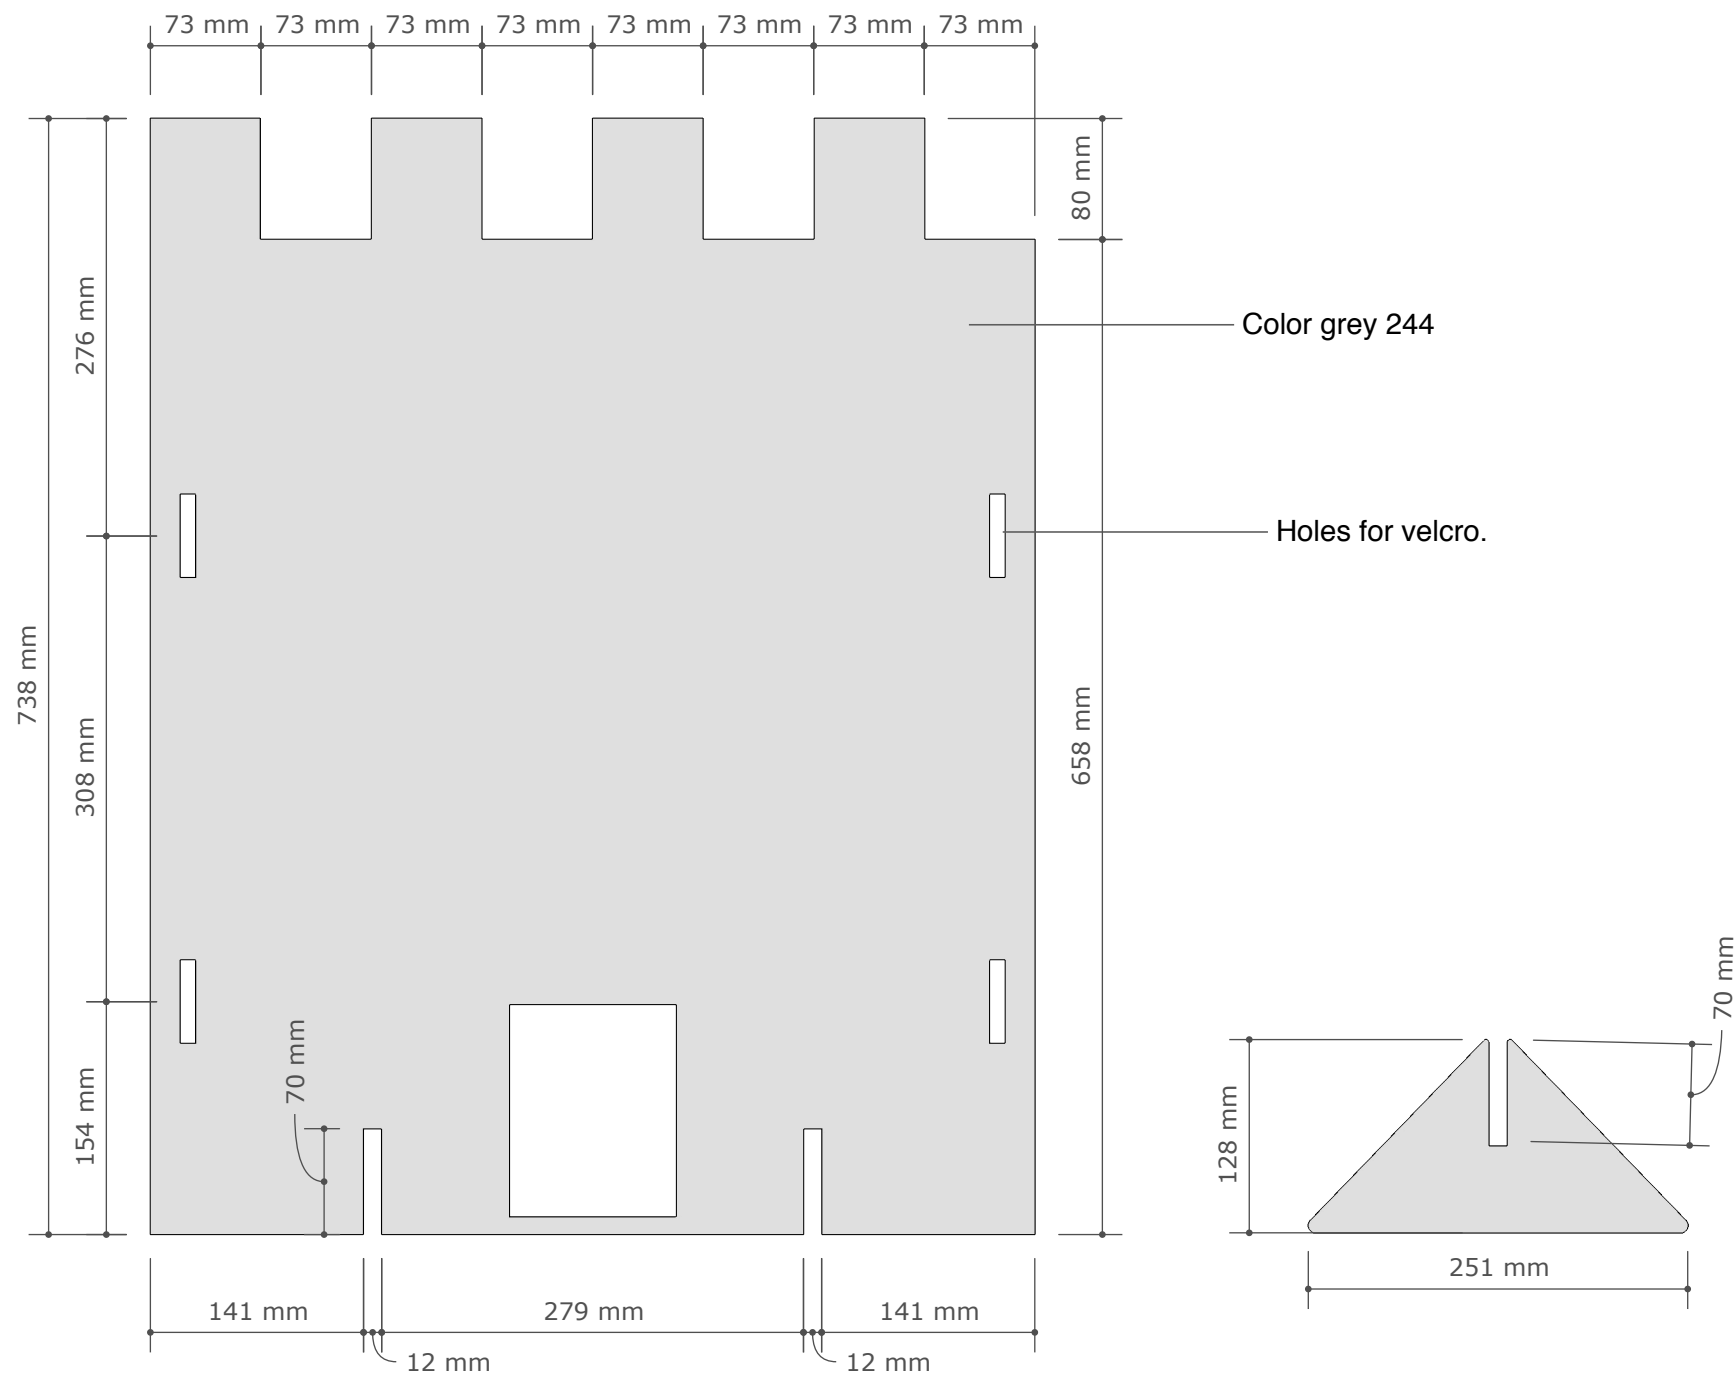 73 mm 73 mm 73 mm 73 mm 73 mm 73 mm 73 mm 73 mm
80 mm
276 mm
Color grey 244
Holes for velcro.
738 mm
308 mm
658 mm
70 mm
154 mm
70 mm
128 mm
251 mm
141 mm 279 mm 141 mm
12 mm 12 mm